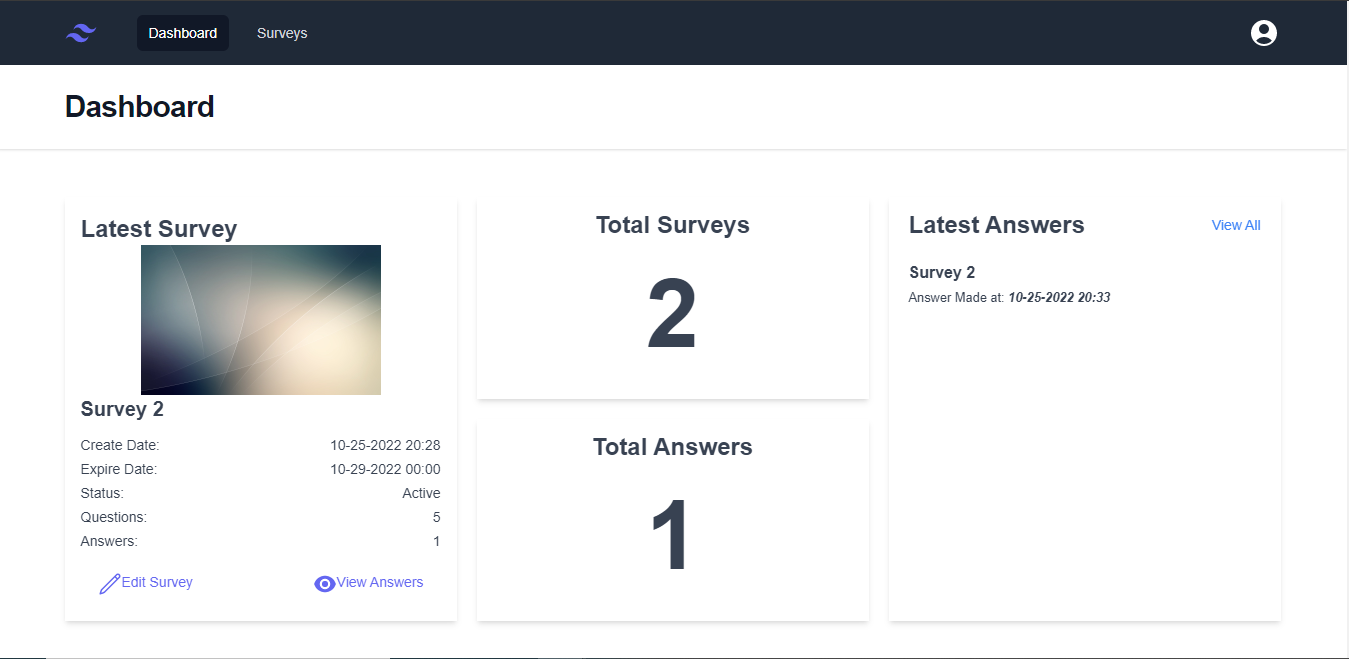 Dashboard
Surveys
Dashboard
Latest Survey
Survey 2
Create Date: 10-25-2022 20:28
Expire Date: 10-29-2022 00:00
Status: Active
Questions: 5
Answers: 1
Edit Survey
View Answers
Total Surveys
2
Total Answers
1
Latest Answers
View All
Survey 2
Answer Made at: 10-25-2022 20:33